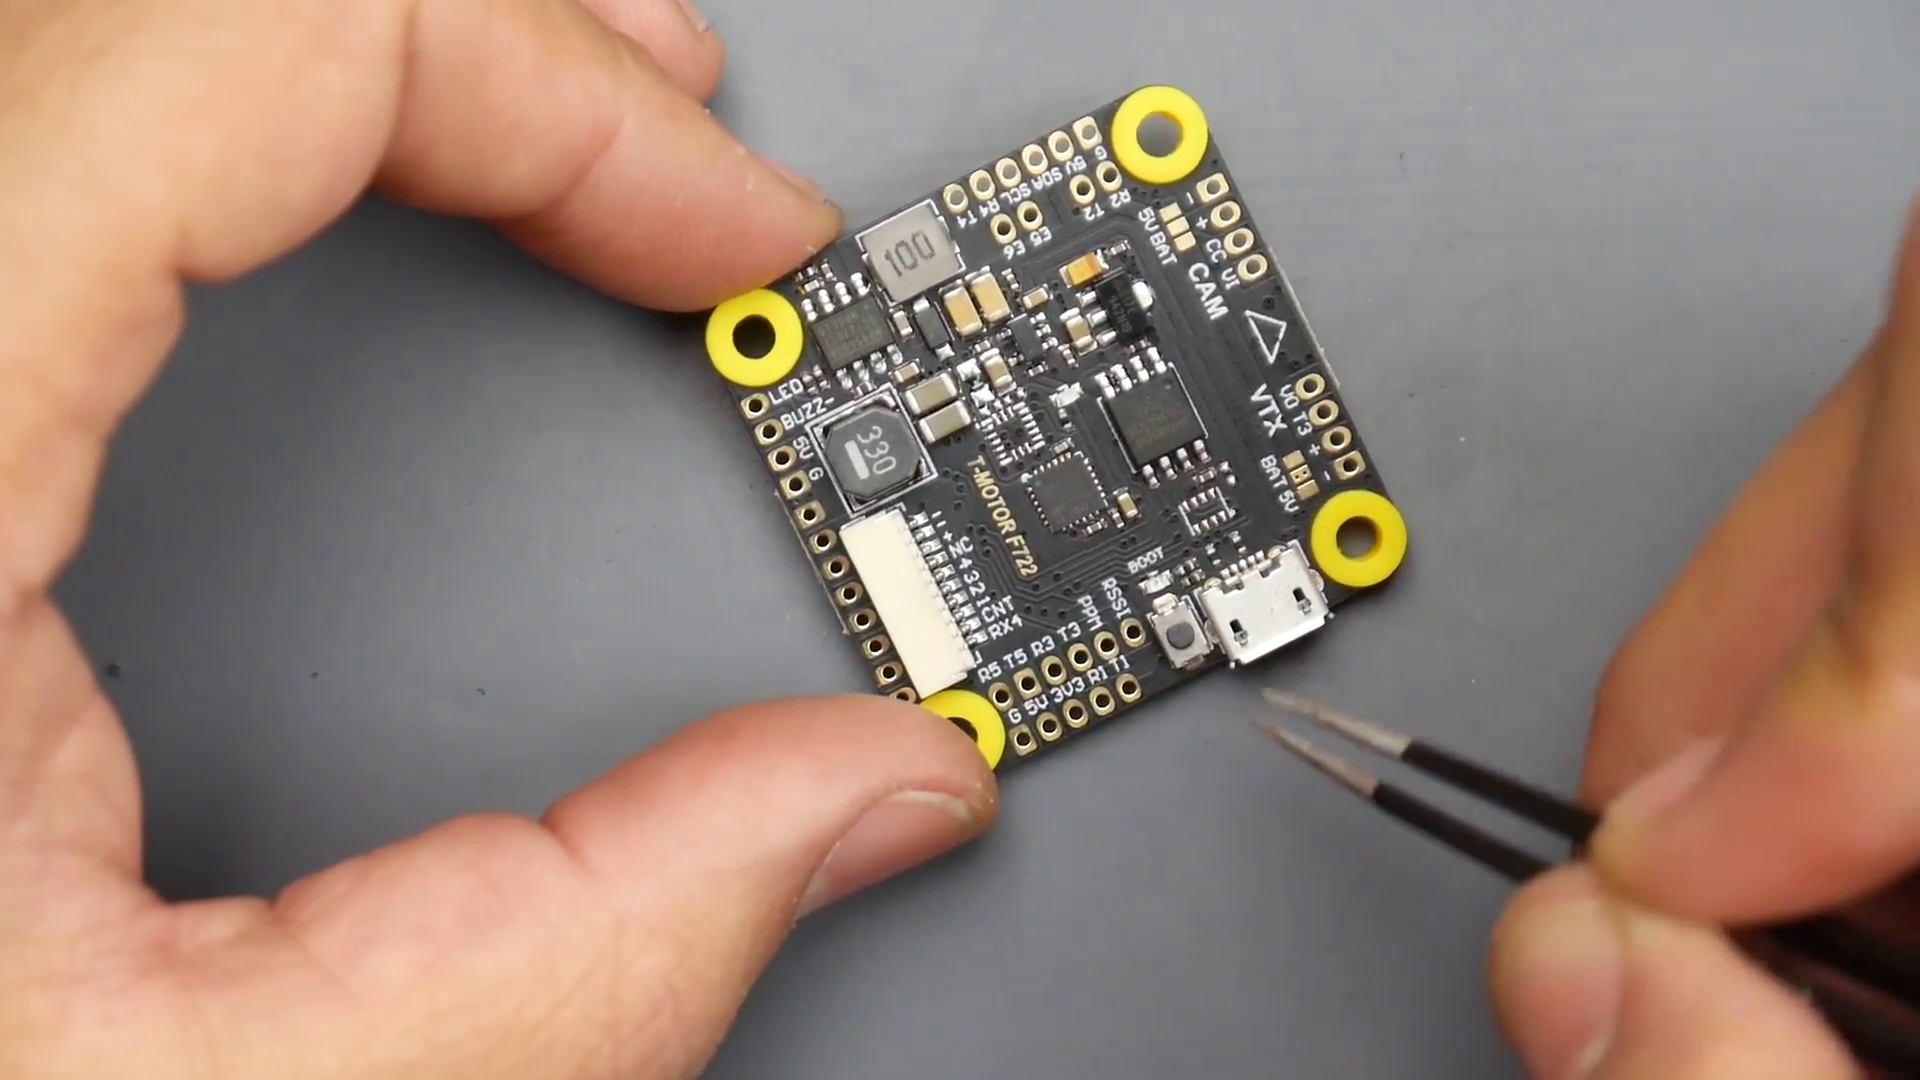 G
5V
SDA
SCL
R4
T4
R2
T2
E5
E6
100
-
+
CC
VI
5V
BAT
CAM
VTX
VO
T3
+
-
BAT
5V
LED
BUZZ-
5V
G
330
T-MOTOR F722
-
+
NC
4
3
2
1
CNT
RX4
BOOT
RSSI
PPM
R5 T5 R3 T3
G 5V 3V3 R1 T1